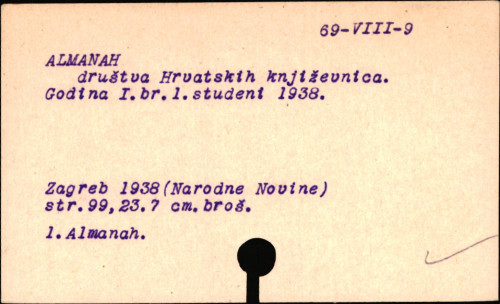 69-VIII-9
ALMANAH
društva Hrvatskih književnica.
Godina I.br.1.studeni 1938.
Zagreb 1938(Narodne Novine)
str.99,23.7 cm.broš.
1.Almanah.